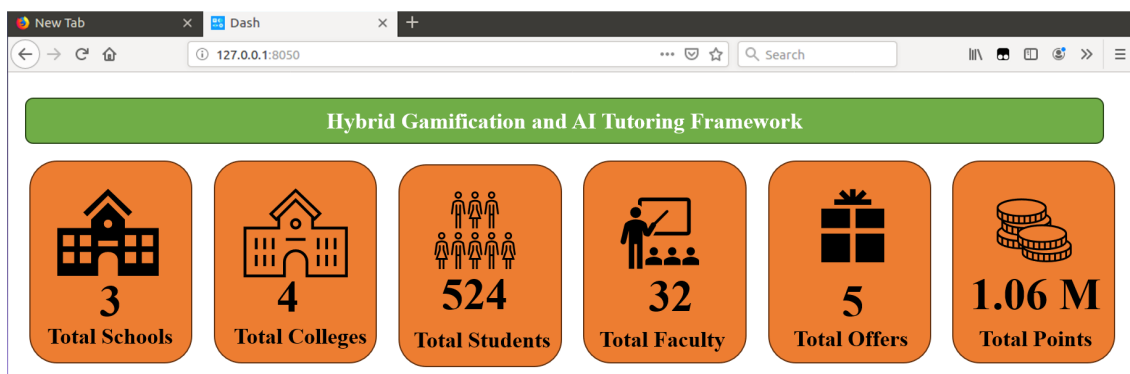 New Tab
Dash
127.0.0.1:8050
Search
Hybrid Gamification and AI Tutoring Framework
3
Total Schools
4
Total Colleges
524
Total Students
32
Total Faculty
5
Total Offers
1.06 M
Total Points